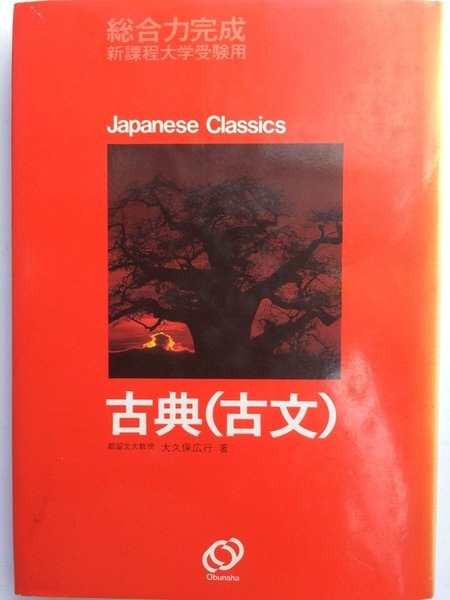 総合力完成
新課程大学受験用
Japanese Classics
古典(古文)
都留文大教授 大久保広行 著
Obunsha